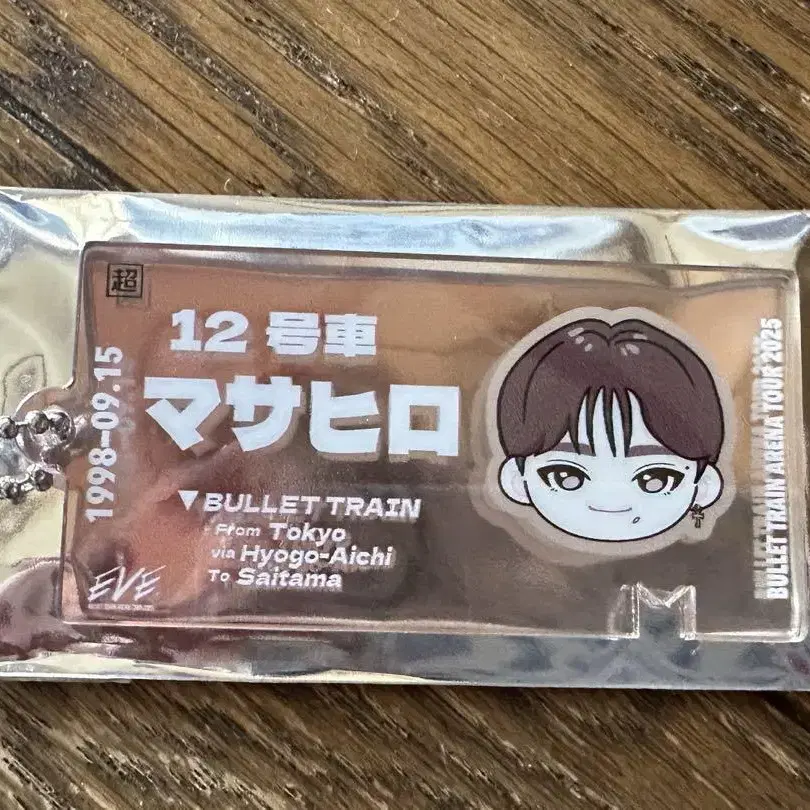 超
12 号車
マサヒロ
1998-09.15
▼BULLET TRAIN
From Tokyo
via Hyogo-Aichi
To Saitama
EVE
BULLET TRAIN ARENA TOUR 2025